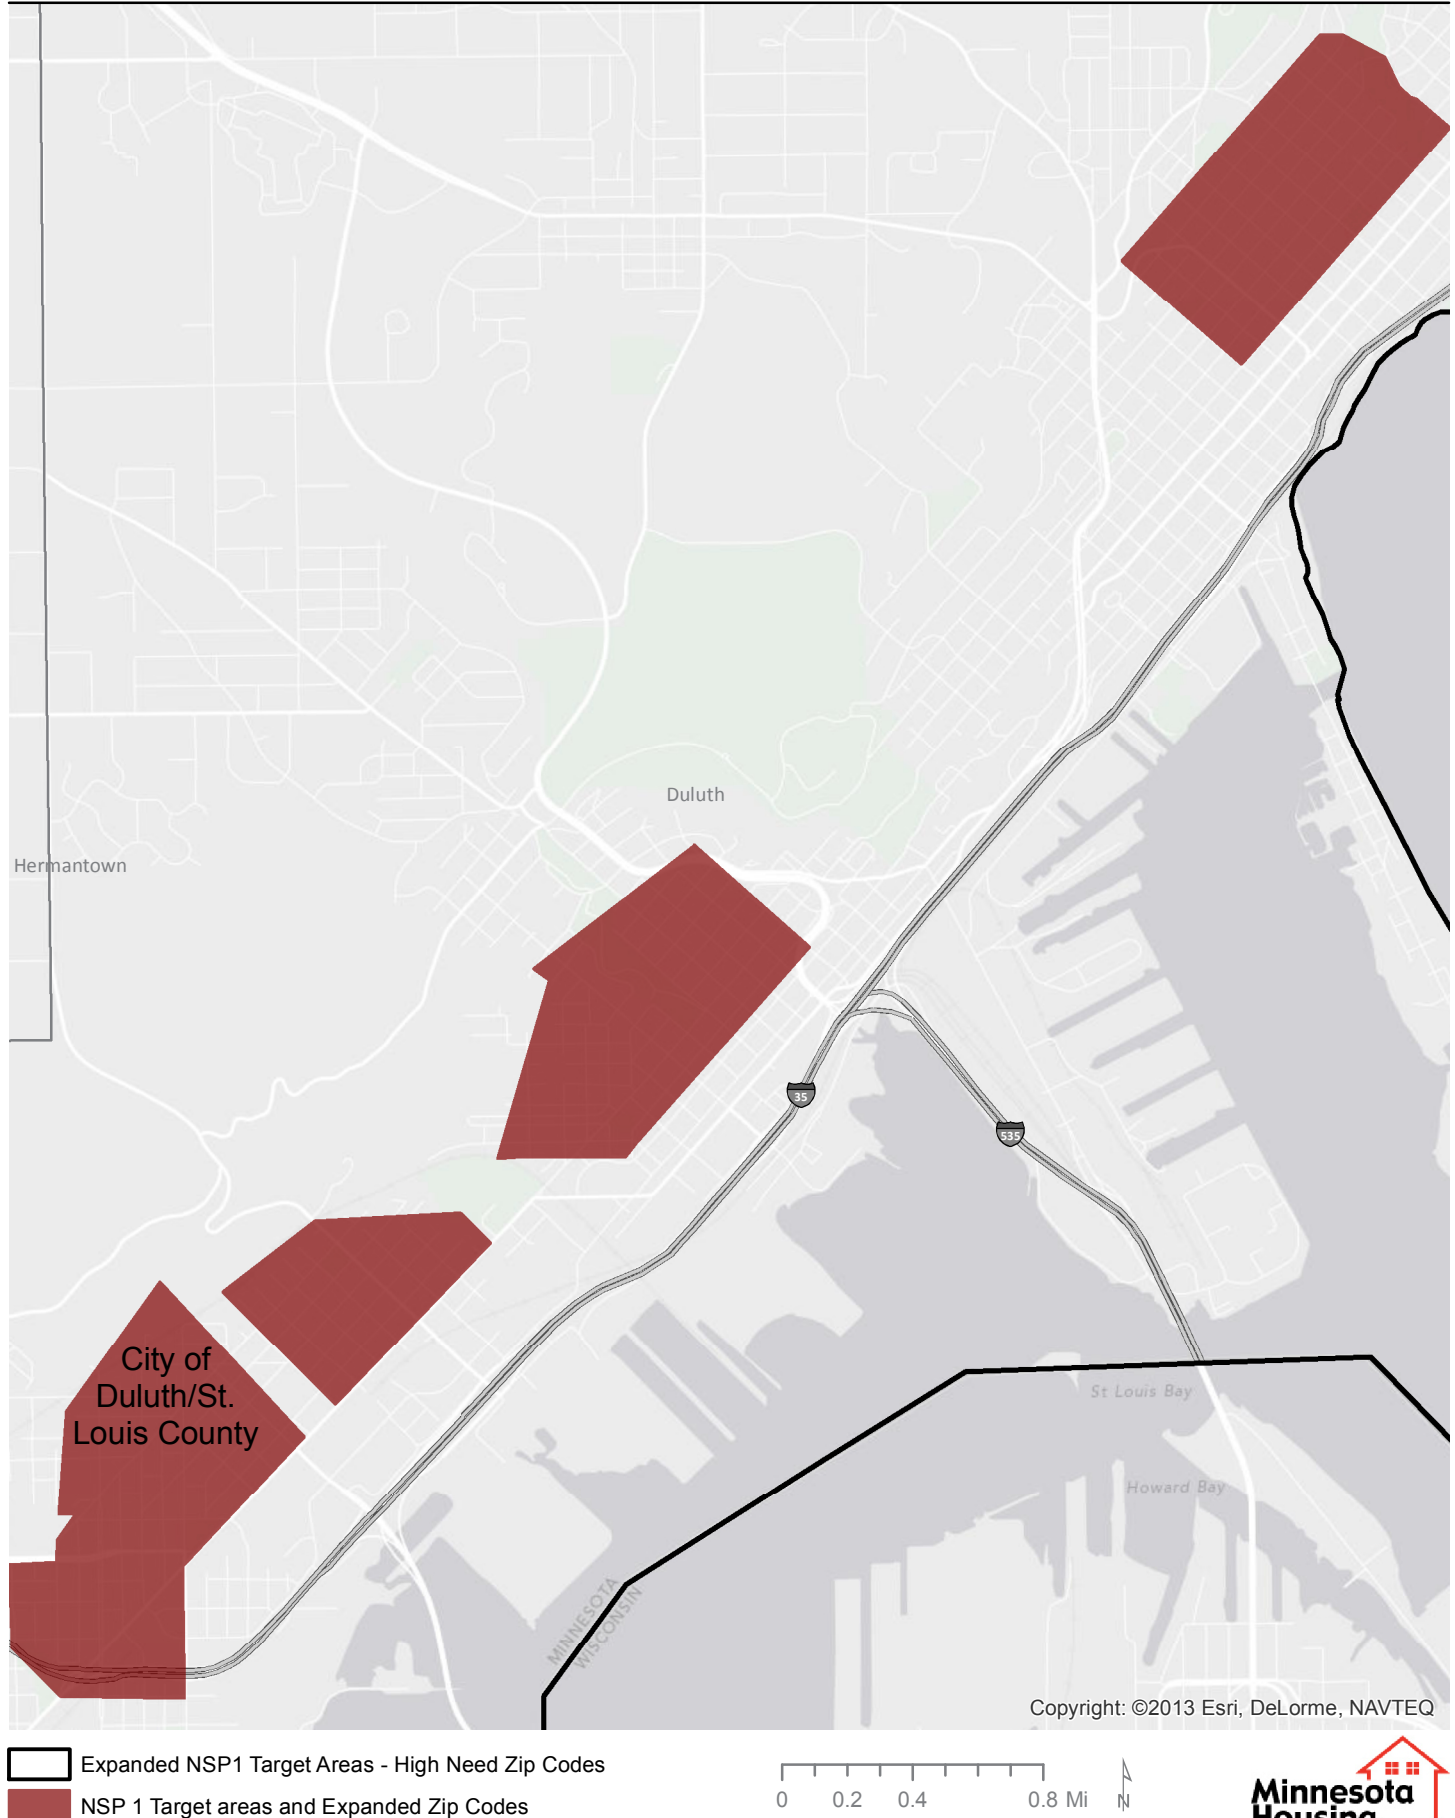 Duluth
Hermantown
35
535
City of
Duluth/St.
Louis County
St Louis Bay
Howard Bay
MINNESOTA
WISCONSIN
Copyright: ©2013 Esri, DeLorme, NAVTEQ
Expanded NSP1 Target Areas - High Need Zip Codes
NSP 1 Target areas and Expanded Zip Codes
0 0.2 0.4 0.8 Mi
N
Minnesota
Housing